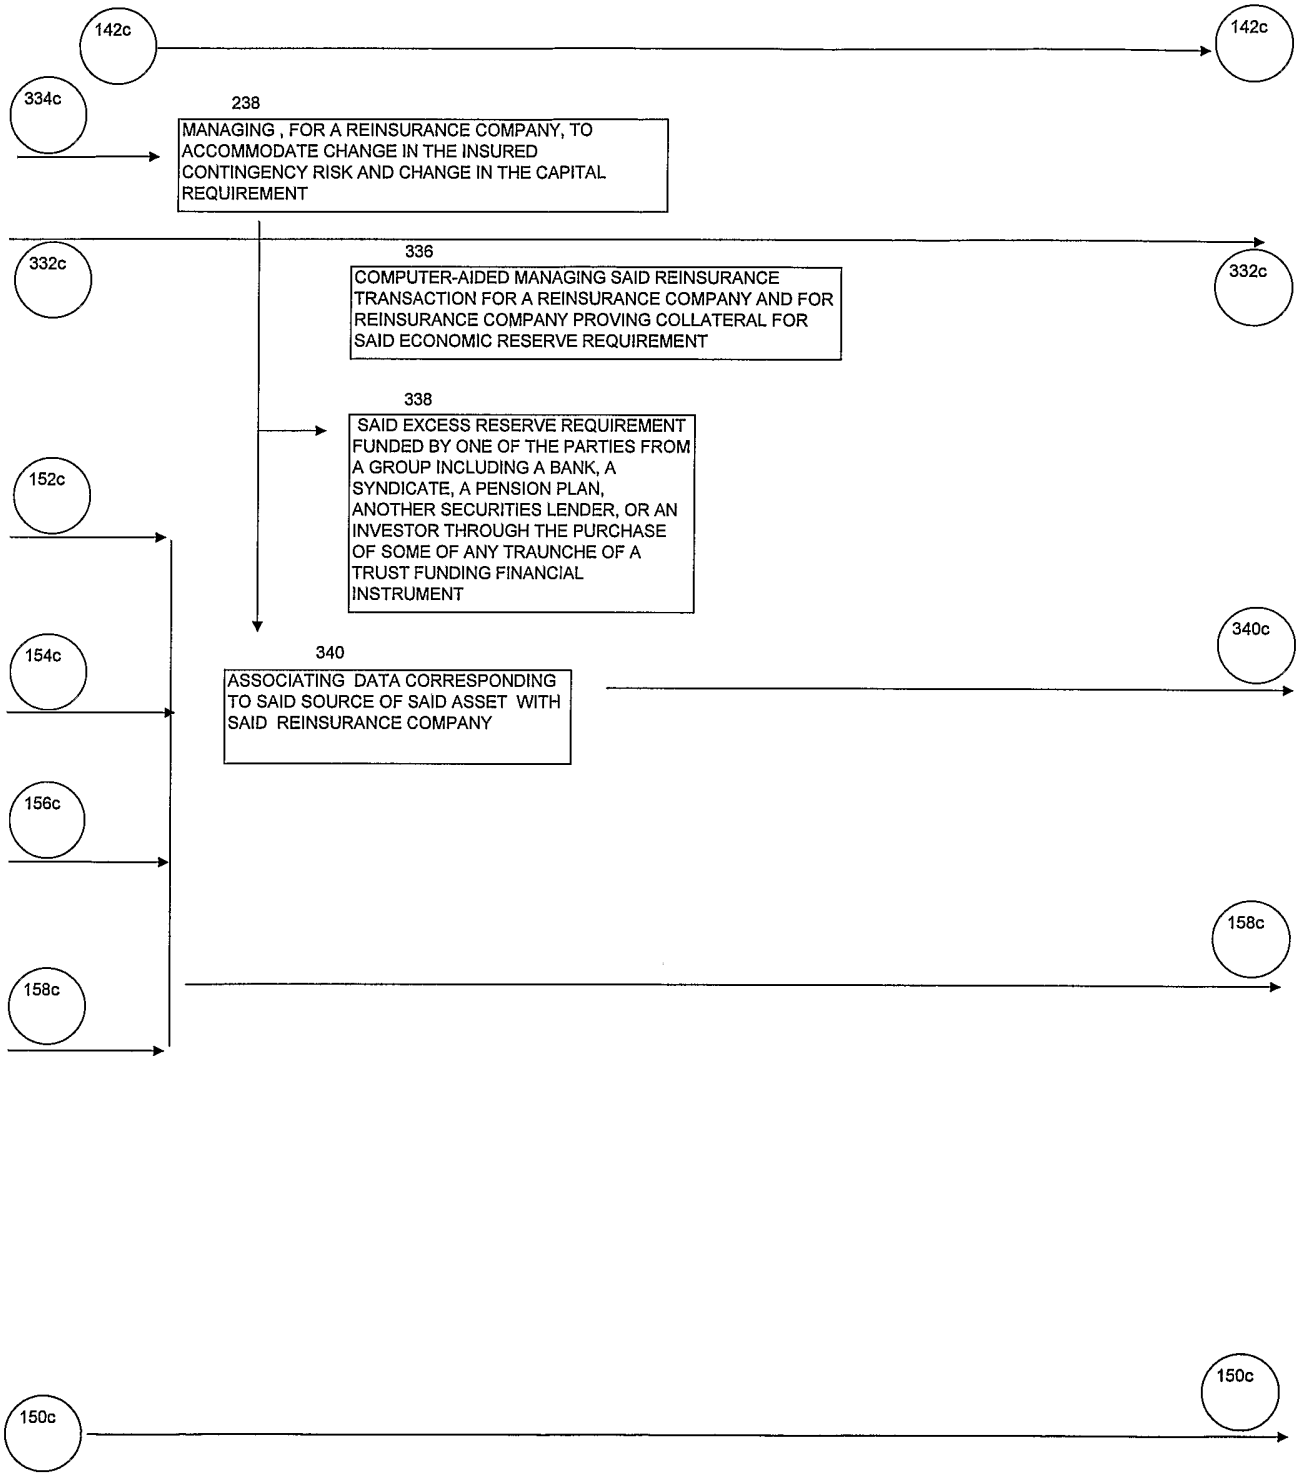 142c
142c
334c
238
MANAGING , FOR A REINSURANCE COMPANY, TO
ACCOMMODATE CHANGE IN THE INSURED
CONTINGENCY RISK AND CHANGE IN THE CAPITAL
REQUIREMENT
332c
332c
336
COMPUTER-AIDED MANAGING SAID REINSURANCE
TRANSACTION FOR A REINSURANCE COMPANY AND FOR
REINSURANCE COMPANY PROVING COLLATERAL FOR
SAID ECONOMIC RESERVE REQUIREMENT
338
SAID EXCESS RESERVE REQUIREMENT
FUNDED BY ONE OF THE PARTIES FROM
A GROUP INCLUDING A BANK, A
SYNDICATE, A PENSION PLAN,
ANOTHER SECURITIES LENDER, OR AN
INVESTOR THROUGH THE PURCHASE
OF SOME OF ANY TRAUNCHE OF A
TRUST FUNDING FINANCIAL
INSTRUMENT
152c
154c
340
ASSOCIATING DATA CORRESPONDING
TO SAID SOURCE OF SAID ASSET WITH
SAID REINSURANCE COMPANY
340c
156c
158c
158c
150c
150c